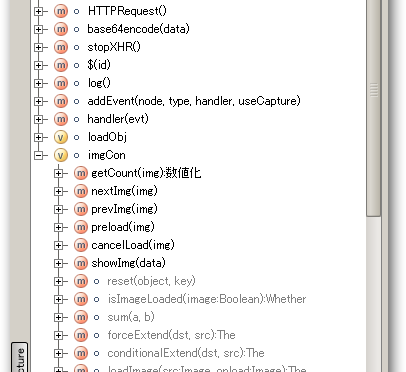 HTTPRequest()
base64encode(data)
stopXHR()
$(id)
log()
addEvent(node, type, handler, useCapture)
handler(evt)
loadObj
imgCon
getCount(img):数値化
nextImg(img)
prevImg(img)
preload(img)
cancelLoad(img)
showImg(data)
reset(object, key)
isImageLoaded(image:Boolean):Whether
sum(a, b)
forceExtend(dst, src):The
conditionalExtend(dst, src):The
loadImage(src:Image, onload:Image):The
cture